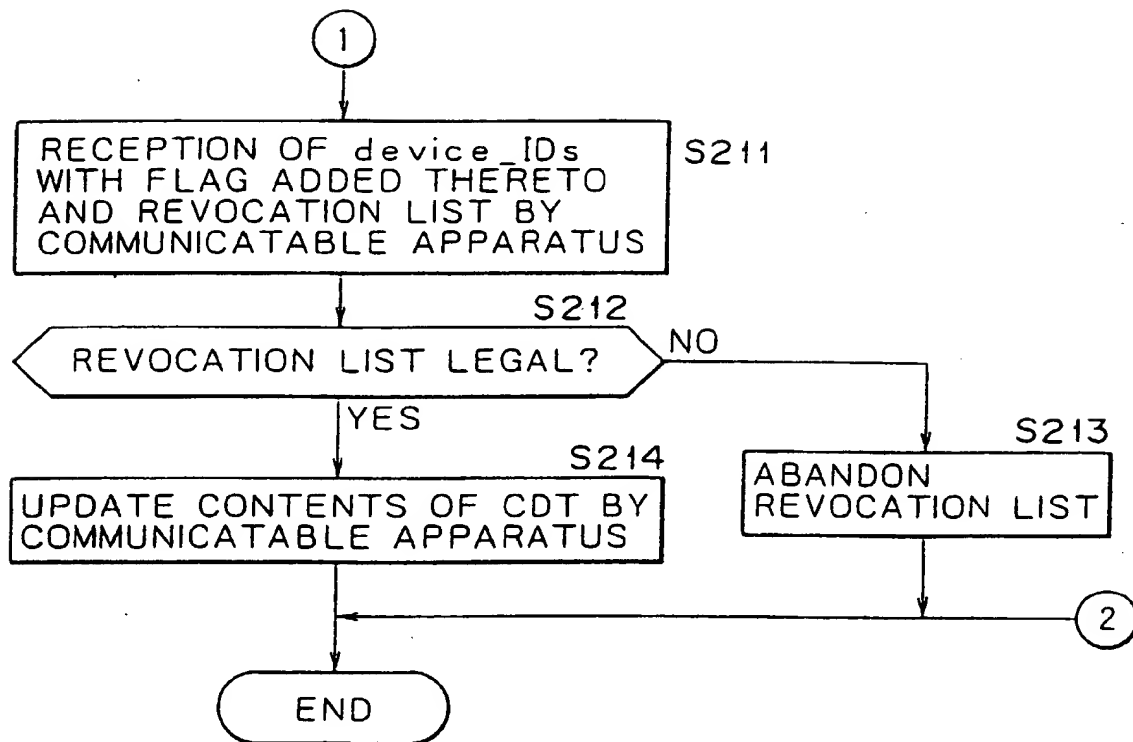 1
RECEPTION OF device_IDs
WITH FLAG ADDED THERETO
AND REVOCATION LIST BY
COMMUNICATABLE APPARATUS
S211
S212
REVOCATION LIST LEGAL?
NO
YES
S213
S214
ABANDON
REVOCATION LIST
UPDATE CONTENTS OF CDT BY
COMMUNICATABLE APPARATUS
2
END